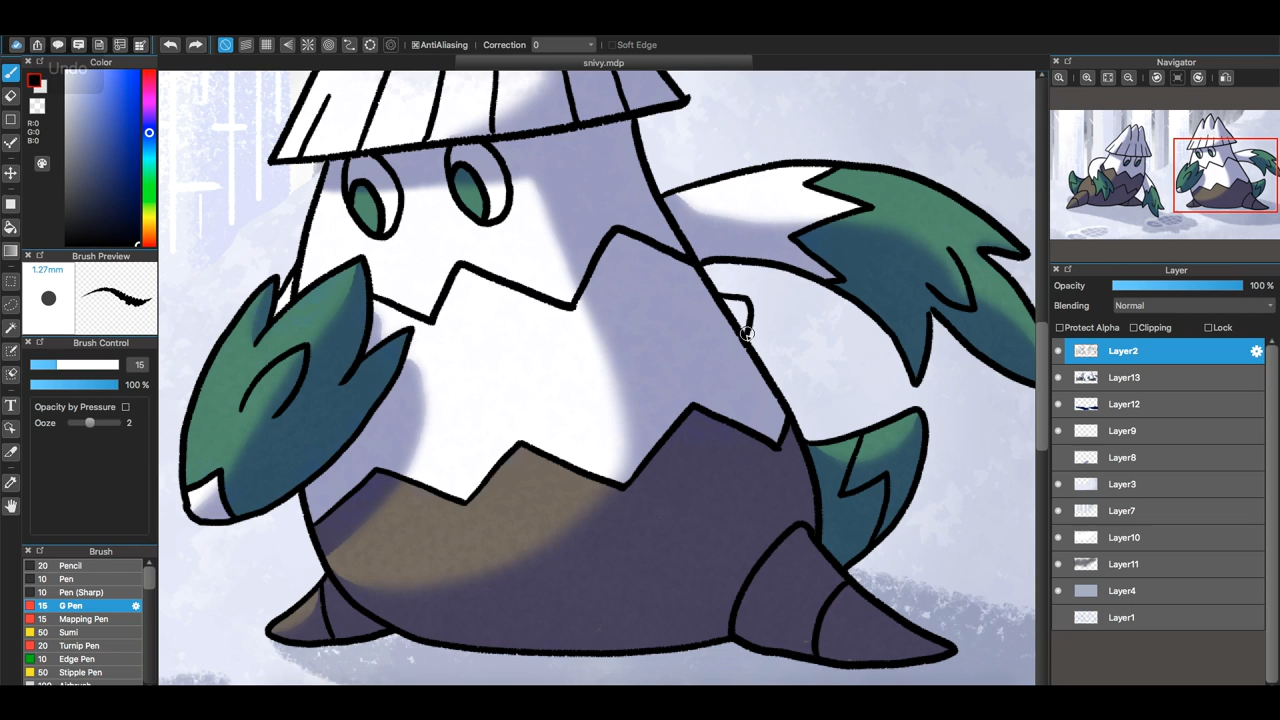 AntiAliasing Correction 0 Soft Edge
Color
Undo
snivy.mdp
Navigator
R:0
G:0
B:0
Brush Preview
1.27mm
Layer
Opacity 100 %
Blending Normal
Protect Alpha Clipping Lock
Brush Control
15
100 %
Opacity by Pressure
Ooze 2
Layer2
Layer13
Layer12
Layer9
Layer8
Layer3
Layer7
Layer10
Layer11
Layer4
Layer1
Brush
20 Pencil
10 Pen
10 Pen (Sharp)
15 G Pen
15 Mapping Pen
50 Sumi
20 Turnip Pen
10 Edge Pen
50 Stipple Pen